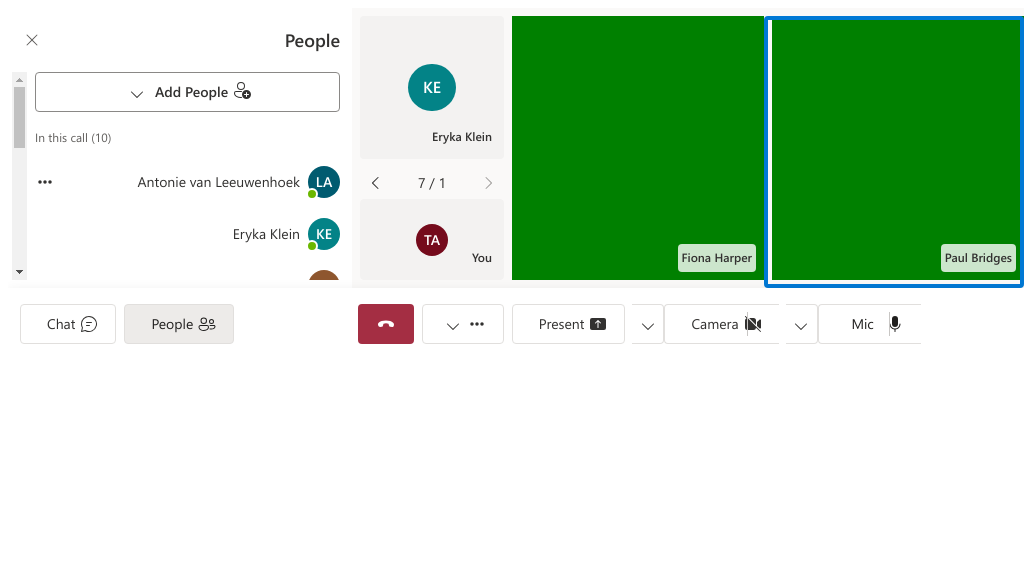 People
Add People
In this call (10)
LA
Antonie van Leeuwenhoek
KE
Eryka Klein
KE
Eryka Klein
7 / 1
TA
You
Fiona Harper
Paul Bridges
Chat
People
Present
Camera
Mic